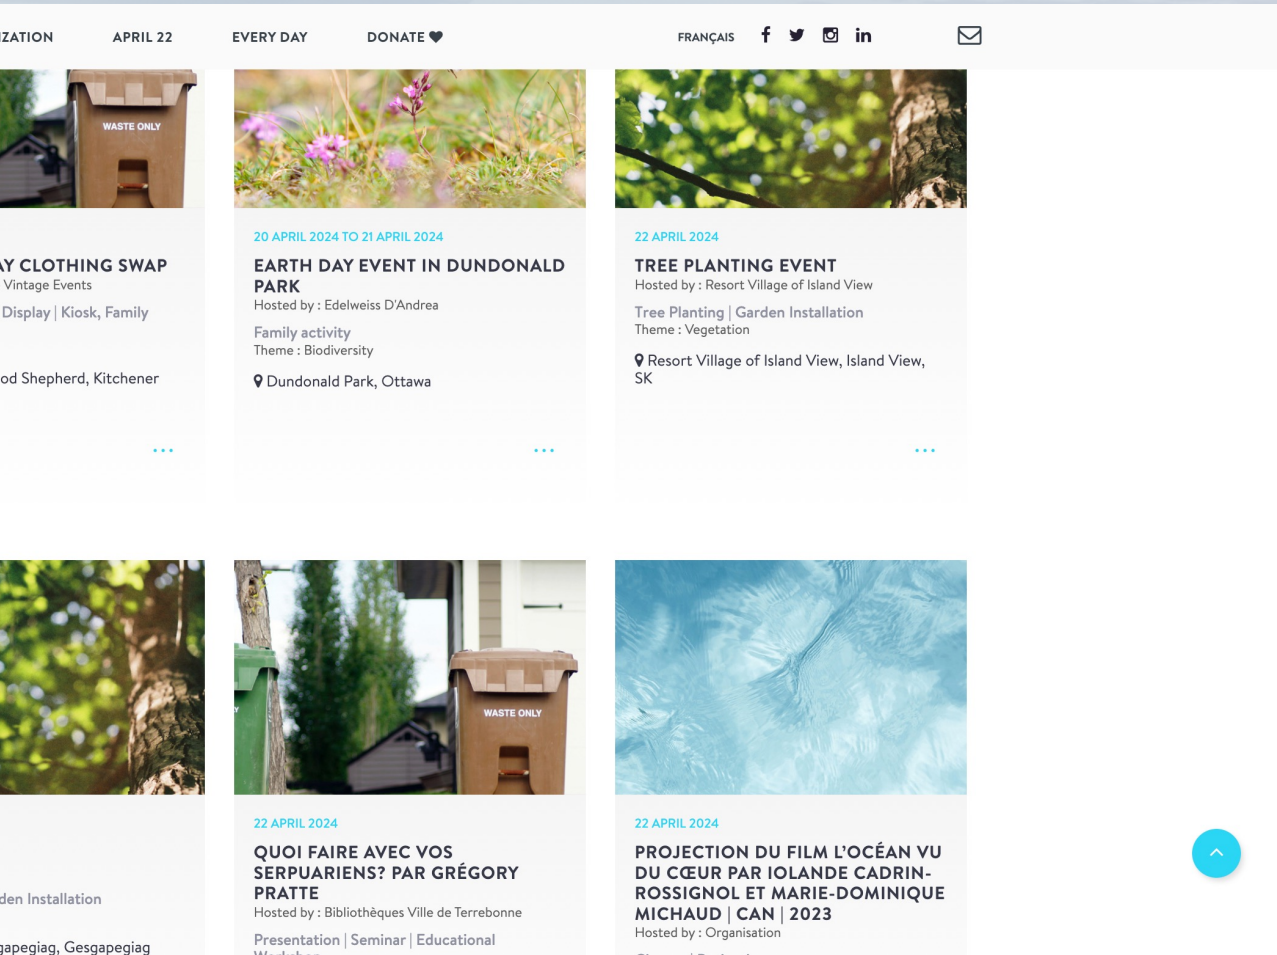 IZATION APRIL 22 EVERY DAY DONATE FRANÇAIS
WASTE ONLY
AY CLOTHING SWAP
Vintage Events
Display | Kiosk, Family
od Shepherd, Kitchener
...
20 APRIL 2024 TO 21 APRIL 2024
EARTH DAY EVENT IN DUNDONALD
PARK
Hosted by : Edelweiss D'Andrea
Family activity
Theme : Biodiversity
Dundonald Park, Ottawa
...
22 APRIL 2024
TREE PLANTING EVENT
Hosted by : Resort Village of Island View
Tree Planting | Garden Installation
Theme : Vegetation
Resort Village of Island View, Island View,
SK
...
den Installation
gapegiag, Gesgapegiag
WASTE ONLY
22 APRIL 2024
QUOI FAIRE AVEC VOS
SERPUARIENS? PAR GRÉGORY
PRATTE
Hosted by : Bibliothèques Ville de Terrebonne
Presentation | Seminar | Educational
Workshop
22 APRIL 2024
PROJECTION DU FILM L’OCÉAN VU
DU CŒUR PAR IOLANDE CADRIN-
ROSSIGNOL ET MARIE-DOMINIQUE
MICHAUD | CAN | 2023
Hosted by : Organisation